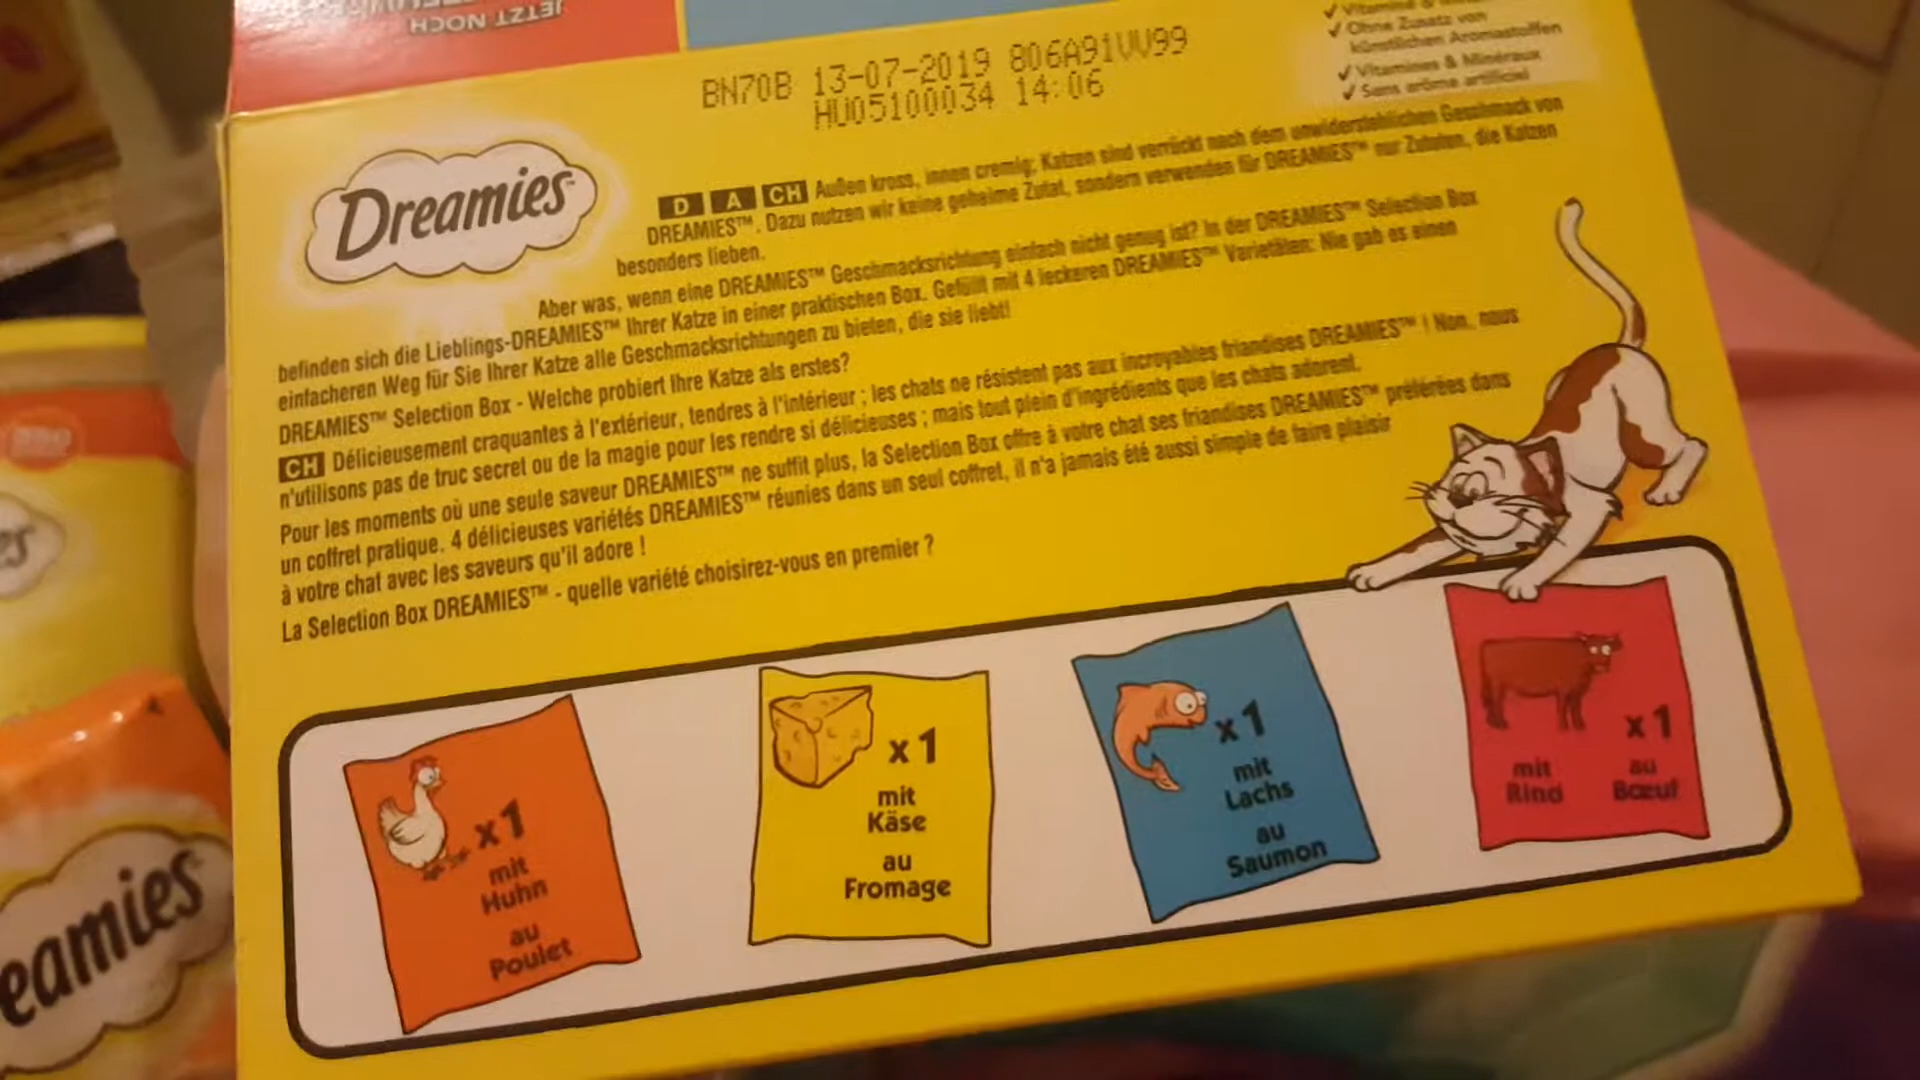 JETZT NOCH
BN70B 13-07-2019 806A91VV99
HU05100034 14:06
✓ Ohne Zusatz von
künstlichen Aromastoffen
✓ Vitamines & Minéraux
✓ Sans arôme artificiel
Dreamies™
D A CH Außen kross, innen cremig: Katzen sind verrückt nach dem unwiderstehlichen Geschmack von
DREAMIES™. Dazu nutzen wir keine geheime Zutat, sondern verwenden für DREAMIES™ nur Zutaten, die Katzen
besonders lieben.
Aber was, wenn eine DREAMIES™ Geschmacksrichtung einfach nicht genug ist? In der DREAMIES™ Selection Box
befinden sich die Lieblings-DREAMIES™ Ihrer Katze in einer praktischen Box. Gefüllt mit 4 leckeren DREAMIES™ Varietäten: Nie gab es einen
einfacheren Weg für Sie Ihrer Katze alle Geschmacksrichtungen zu bieten, die sie liebt!
DREAMIES™ Selection Box - Welche probiert Ihre Katze als erstes?
CH Délicieusement craquantes à l'extérieur, tendres à l'intérieur ; les chats ne résistent pas aux incroyables friandises DREAMIES™ ! Non, nous
n'utilisons pas de truc secret ou de la magie pour les rendre si délicieuses ; mais tout plein d'ingrédients que les chats adorent.
Pour les moments où une seule saveur DREAMIES™ ne suffit plus, la Selection Box offre à votre chat ses friandises DREAMIES™ préférées dans
un coffret pratique. 4 délicieuses variétés DREAMIES™ réunies dans un seul coffret, il n'a jamais été aussi simple de faire plaisir
à votre chat avec les saveurs qu'il adore !
La Selection Box DREAMIES™ - quelle variété choisirez-vous en premier ?
x1
mit
Huhn
au
Poulet
x1
mit
Käse
au
Fromage
x1
mit
Lachs
au
Saumon
x1
mit
Rind
au
Bœuf
eamies